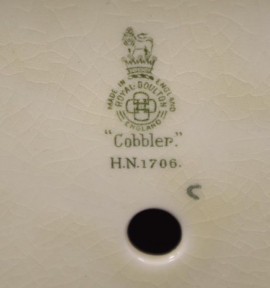 MADE IN ENGLAND
ROYAL·DOULTON
ENGLAND
"Cobbler."
H.N.1706.
C